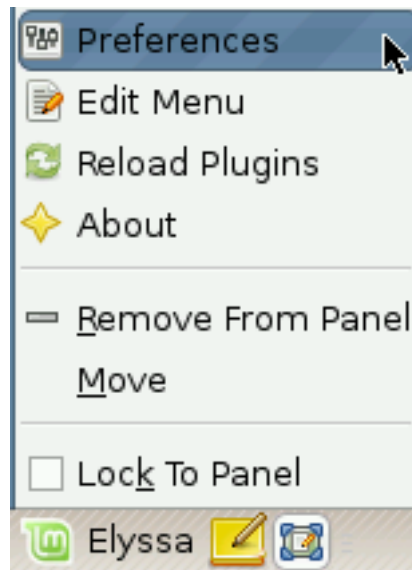 Preferences
Edit Menu
Reload Plugins
About
Remove From Panel
Move
Lock To Panel
Elyssa